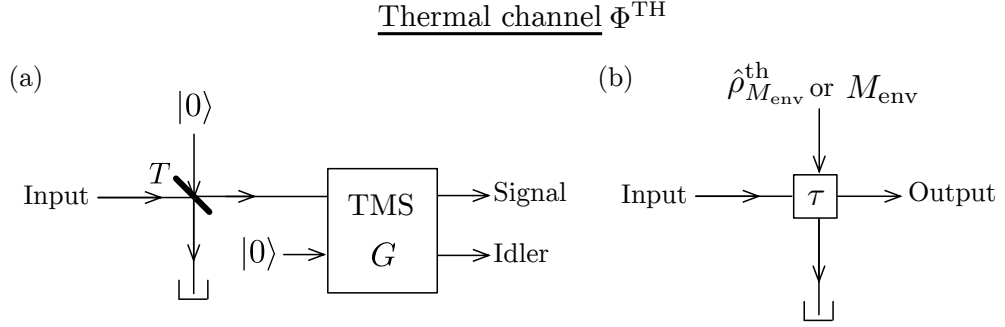 Thermal channel Φ^TH
(a)
|0⟩
T
Input
TMS
G
|0⟩
Signal
Idler
(b)
ρ̂^th_{M_env} or M_env
Input
τ
Output